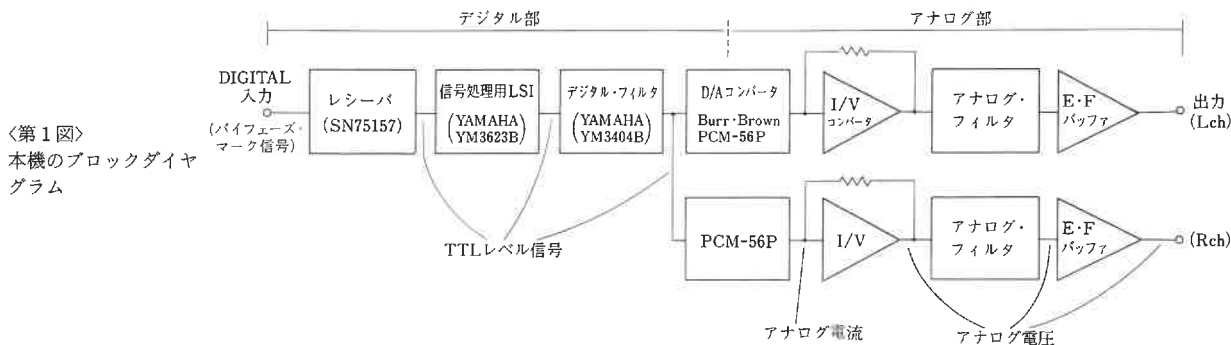 デジタル部
アナログ部
DIGITAL
入力
(バイフェーズ・
マーク信号)
レシーバ
(SN75157)
信号処理用LSI
(YAMAHA
YM3623B)
デジタル・フィルタ
(YAMAHA
YM3404B)
D/Aコンバータ
Burr・Brown
PCM-56P
I/V
コンバータ
アナログ・
フィルタ
E・F
バッファ
出力
(Lch)
〈第1図〉
本機のブロックダイヤ
グラム
TTLレベル信号
PCM-56P
I/V
アナログ・
フィルタ
E・F
バッファ
(Rch)
アナログ電流
アナログ電圧